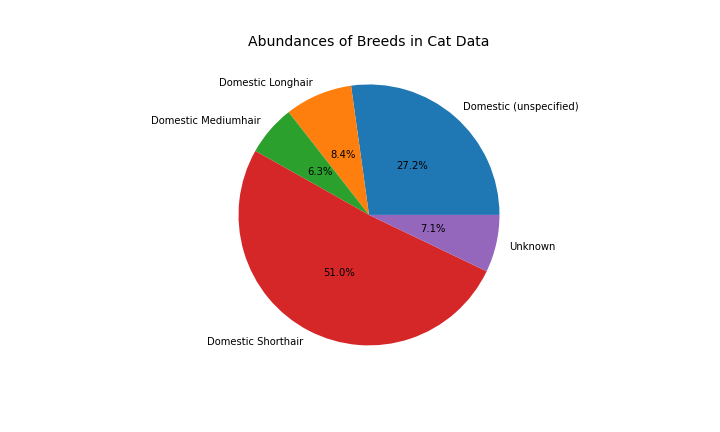 Abundances of Breeds in Cat Data
Domestic Longhair
Domestic (unspecified)
Domestic Mediumhair
8.4%
27.2%
6.3%
7.1%
Unknown
51.0%
Domestic Shorthair